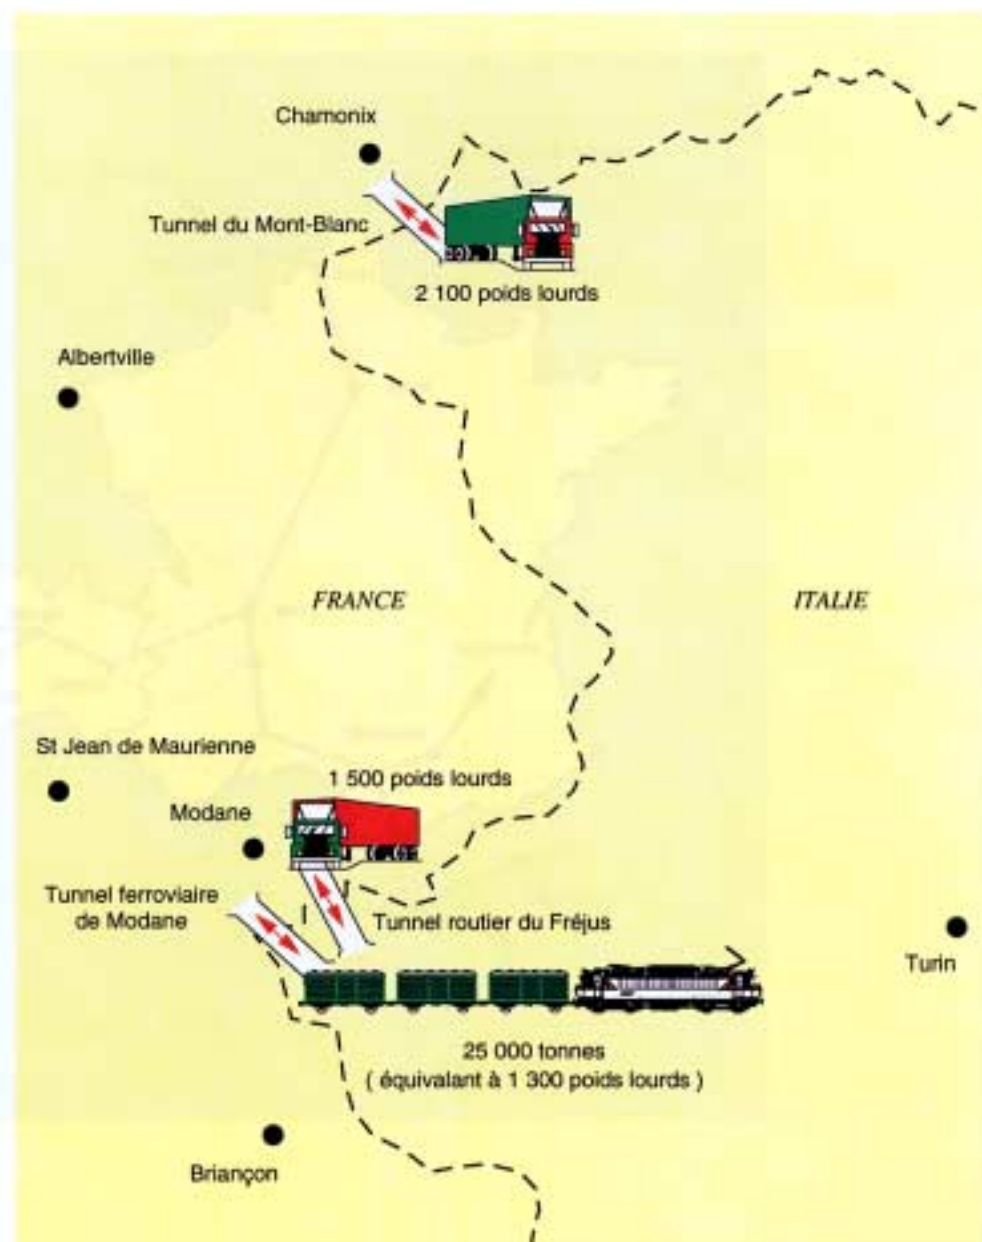 Chamonix
Tunnel du Mont-Blanc
2 100 poids lourds
Albertville
FRANCE
ITALIE
St Jean de Maurienne
1 500 poids lourds
Modane
Tunnel ferroviaire
de Modane
Tunnel routier du Fréjus
Turin
25 000 tonnes
( équivalant à 1 300 poids lourds )
Briançon